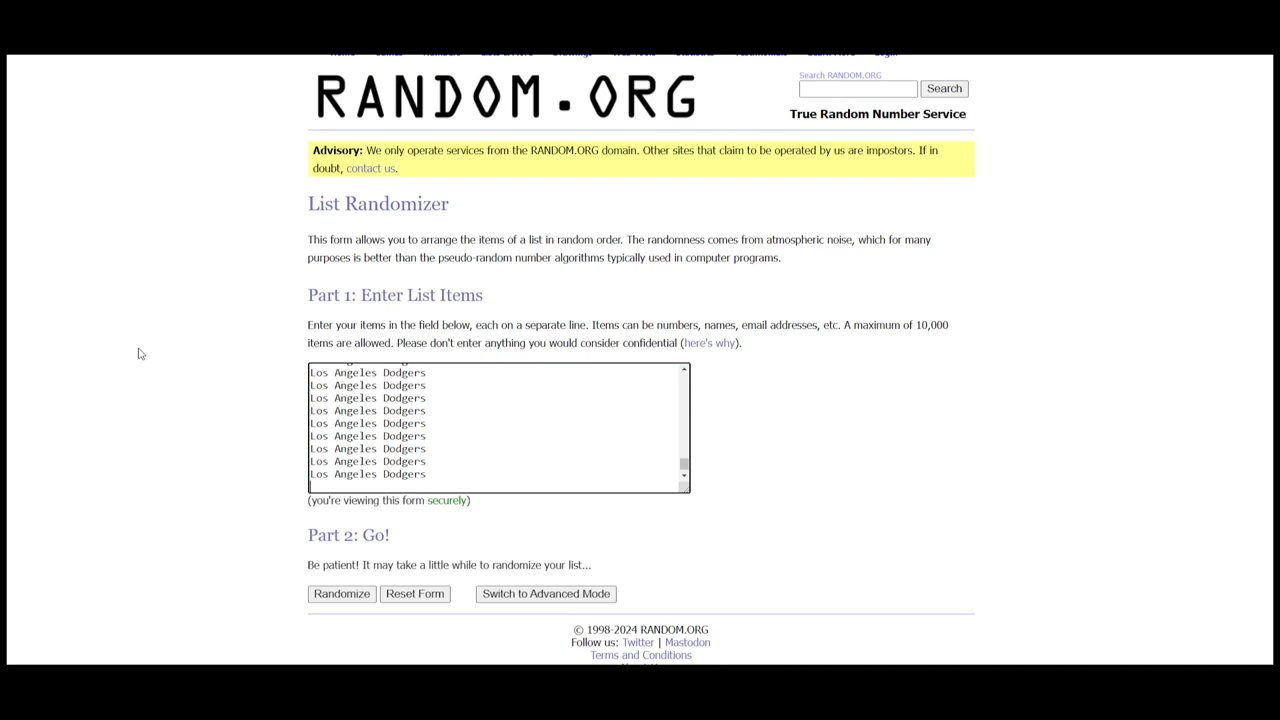 RANDOM.ORG
Search RANDOM.ORG
Search
True Random Number Service
Advisory: We only operate services from the RANDOM.ORG domain. Other sites that claim to be operated by us are impostors. If in
doubt, contact us.
List Randomizer
This form allows you to arrange the items of a list in random order. The randomness comes from atmospheric noise, which for many
purposes is better than the pseudo-random number algorithms typically used in computer programs.
Part 1: Enter List Items
Enter your items in the field below, each on a separate line. Items can be numbers, names, email addresses, etc. A maximum of 10,000
items are allowed. Please don't enter anything you would consider confidential (here's why).
Los Angeles Dodgers
Los Angeles Dodgers
Los Angeles Dodgers
Los Angeles Dodgers
Los Angeles Dodgers
Los Angeles Dodgers
Los Angeles Dodgers
Los Angeles Dodgers
Los Angeles Dodgers
(you're viewing this form securely)
Part 2: Go!
Be patient! It may take a little while to randomize your list...
Randomize Reset Form Switch to Advanced Mode
© 1998-2024 RANDOM.ORG
Follow us: Twitter | Mastodon
Terms and Conditions